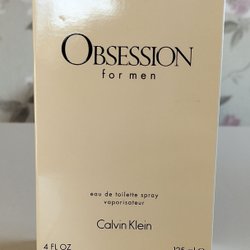 OBSESSION
for men
eau de toilette spray
vaporisateur
Calvin Klein
4 FL OZ